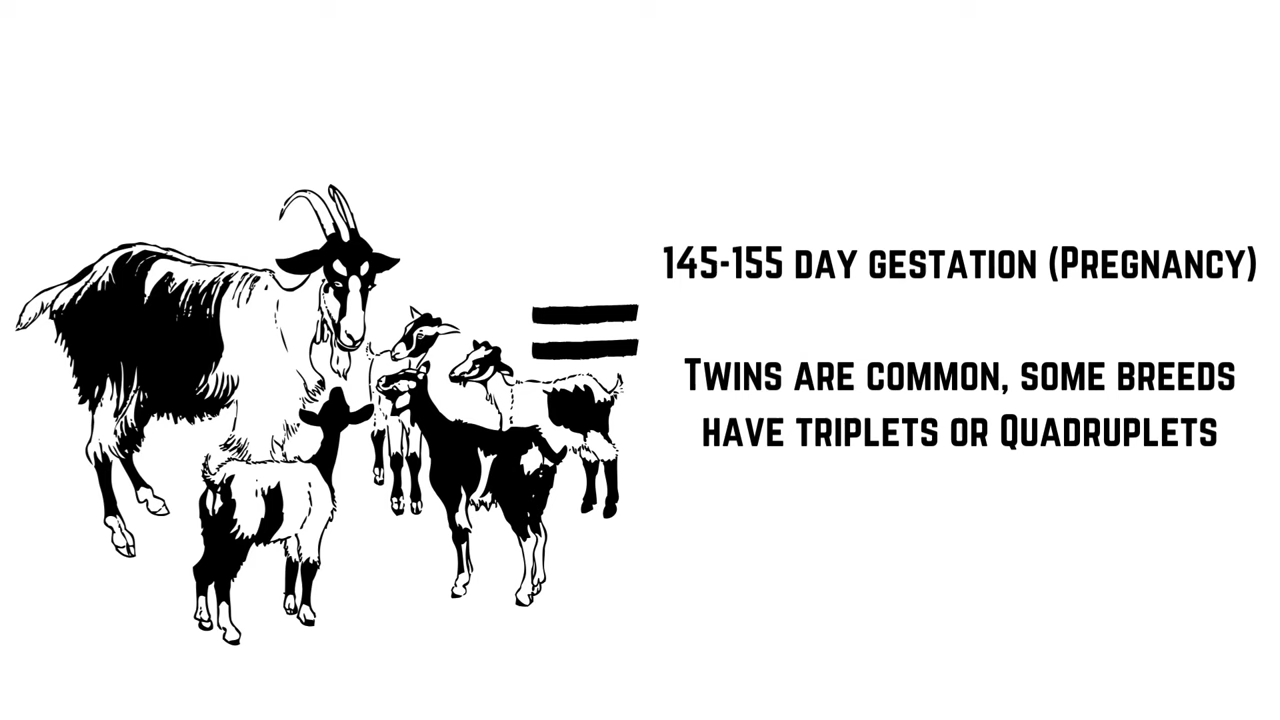 145-155 day gestation (Pregnancy)
Twins are common, some breeds
have triplets or Quadruplets